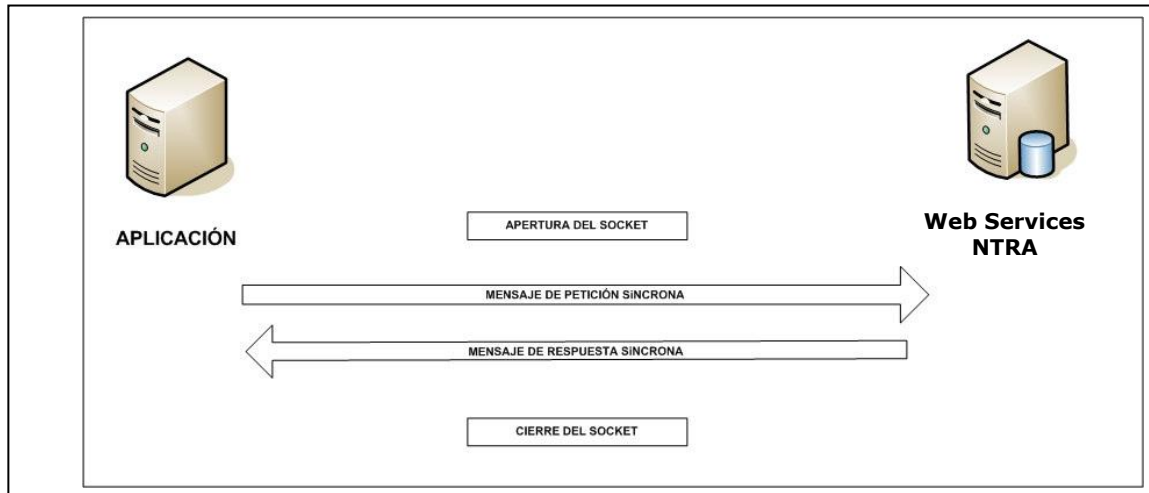 APLICACIÓN
Web Services
NTRA
APERTURA DEL SOCKET
MENSAJE DE PETICIÓN SíNCRONA
MENSAJE DE RESPUESTA SíNCRONA
CIERRE DEL SOCKET